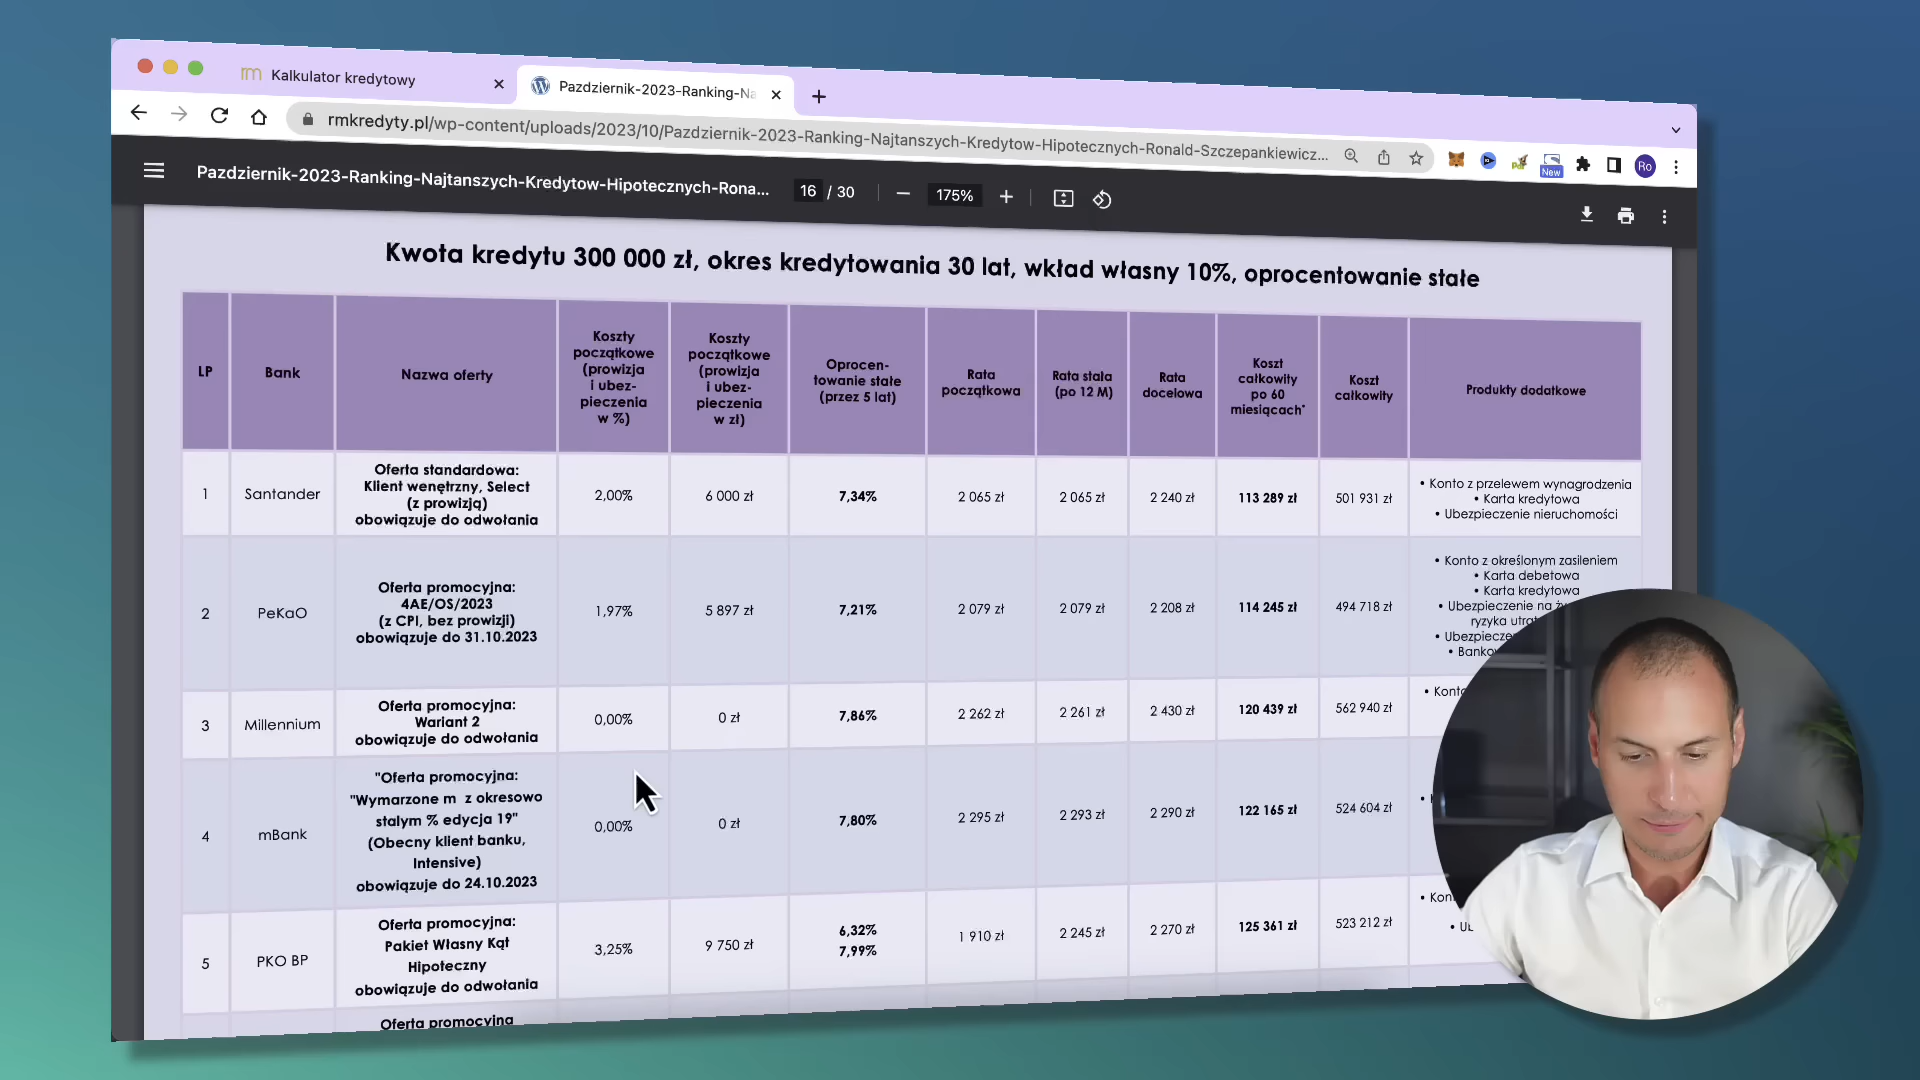 rm Kalkulator kredytowy
Pazdziernik-2023-Ranking-Na
rmkredyty.pl/wp-content/uploads/2023/10/Pazdziernik-2023-Ranking-Najtanszych-Kredytow-Hipotecznych-Ronald-Szczepankiewicz...
New
Ro
Pazdziernik-2023-Ranking-Najtanszych-Kredytow-Hipotecznych-Rona...
16 / 30
175%
Kwota kredytu 300 000 zł, okres kredytowania 30 lat, wkład własny 10%, oprocentowanie stałe
LP
Bank
Nazwa oferty
Koszty
początkowe
(prowizja
i ubez-
pieczenia
w %)
Koszty
początkowe
(prowizja
i ubez-
pieczenia
w zł)
Oprocen-
towanie stałe
(przez 5 lat)
Rata
początkowa
Rata stała
(po 12 M)
Rata
docelowa
Koszt
całkowity
po 60
miesiącach*
Koszt
całkowity
Produkty dodatkowe
1
Santander
Oferta standardowa:
Klient wenętrzny, Select
(z prowizją)
obowiązuje do odwołania
2,00%
6 000 zł
7,34%
2 065 zł
2 065 zł
2 240 zł
113 289 zł
501 931 zł
• Konto z przelewem wynagrodzenia
• Karta kredytowa
• Ubezpieczenie nieruchomości
2
PeKaO
Oferta promocyjna:
4AE/OS/2023
(z CPI, bez prowizji)
obowiązuje do 31.10.2023
1,97%
5 897 zł
7,21%
2 079 zł
2 079 zł
2 208 zł
114 245 zł
494 718 zł
• Konto z określonym zasileniem
• Karta debetowa
• Karta kredytowa
• Ubezpieczenie na ży
ryzyka utrat
• Ubezpiecze
• Banko
3
Millennium
Oferta promocyjna:
Wariant 2
obowiązuje do odwołania
0,00%
0 zł
7,86%
2 262 zł
2 261 zł
2 430 zł
120 439 zł
562 940 zł
• Konto
4
mBank
"Oferta promocyjna:
"Wymarzone m z okresowo
stalym % edycja 19"
(Obecny klient banku,
Intensive)
obowiązuje do 24.10.2023
0,00%
0 zł
7,80%
2 295 zł
2 293 zł
2 290 zł
122 165 zł
524 604 zł
5
PKO BP
Oferta promocyjna:
Pakiet Własny Kąt
Hipoteczny
obowiązuje do odwołania
3,25%
9 750 zł
6,32%
7,99%
1 910 zł
2 245 zł
2 270 zł
125 361 zł
523 212 zł
• Kon
• Ub
Oferta promocyjna